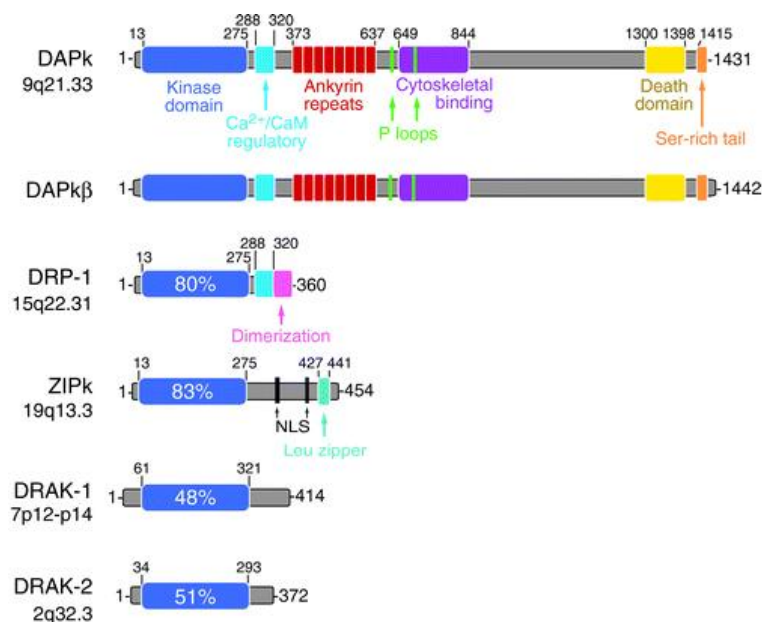 288 320
13 275 373 637 649 844 1300 1398 1415
DAPk 1- -1431
9q21.33
Kinase domain
Ca2+/CaM regulatory
Ankyrin repeats
P loops
Cytoskeletal binding
Death domain
Ser-rich tail
DAPkβ 1- -1442
288 320
13 275
DRP-1 1- 80% -360
15q22.31
Dimerization
13 275 427 441
ZIPk 1- 83% -454
19q13.3
NLS
Leu zipper
61 321
DRAK-1 1- 48% -414
7p12-p14
34 293
DRAK-2 1- 51% -372
2q32.3